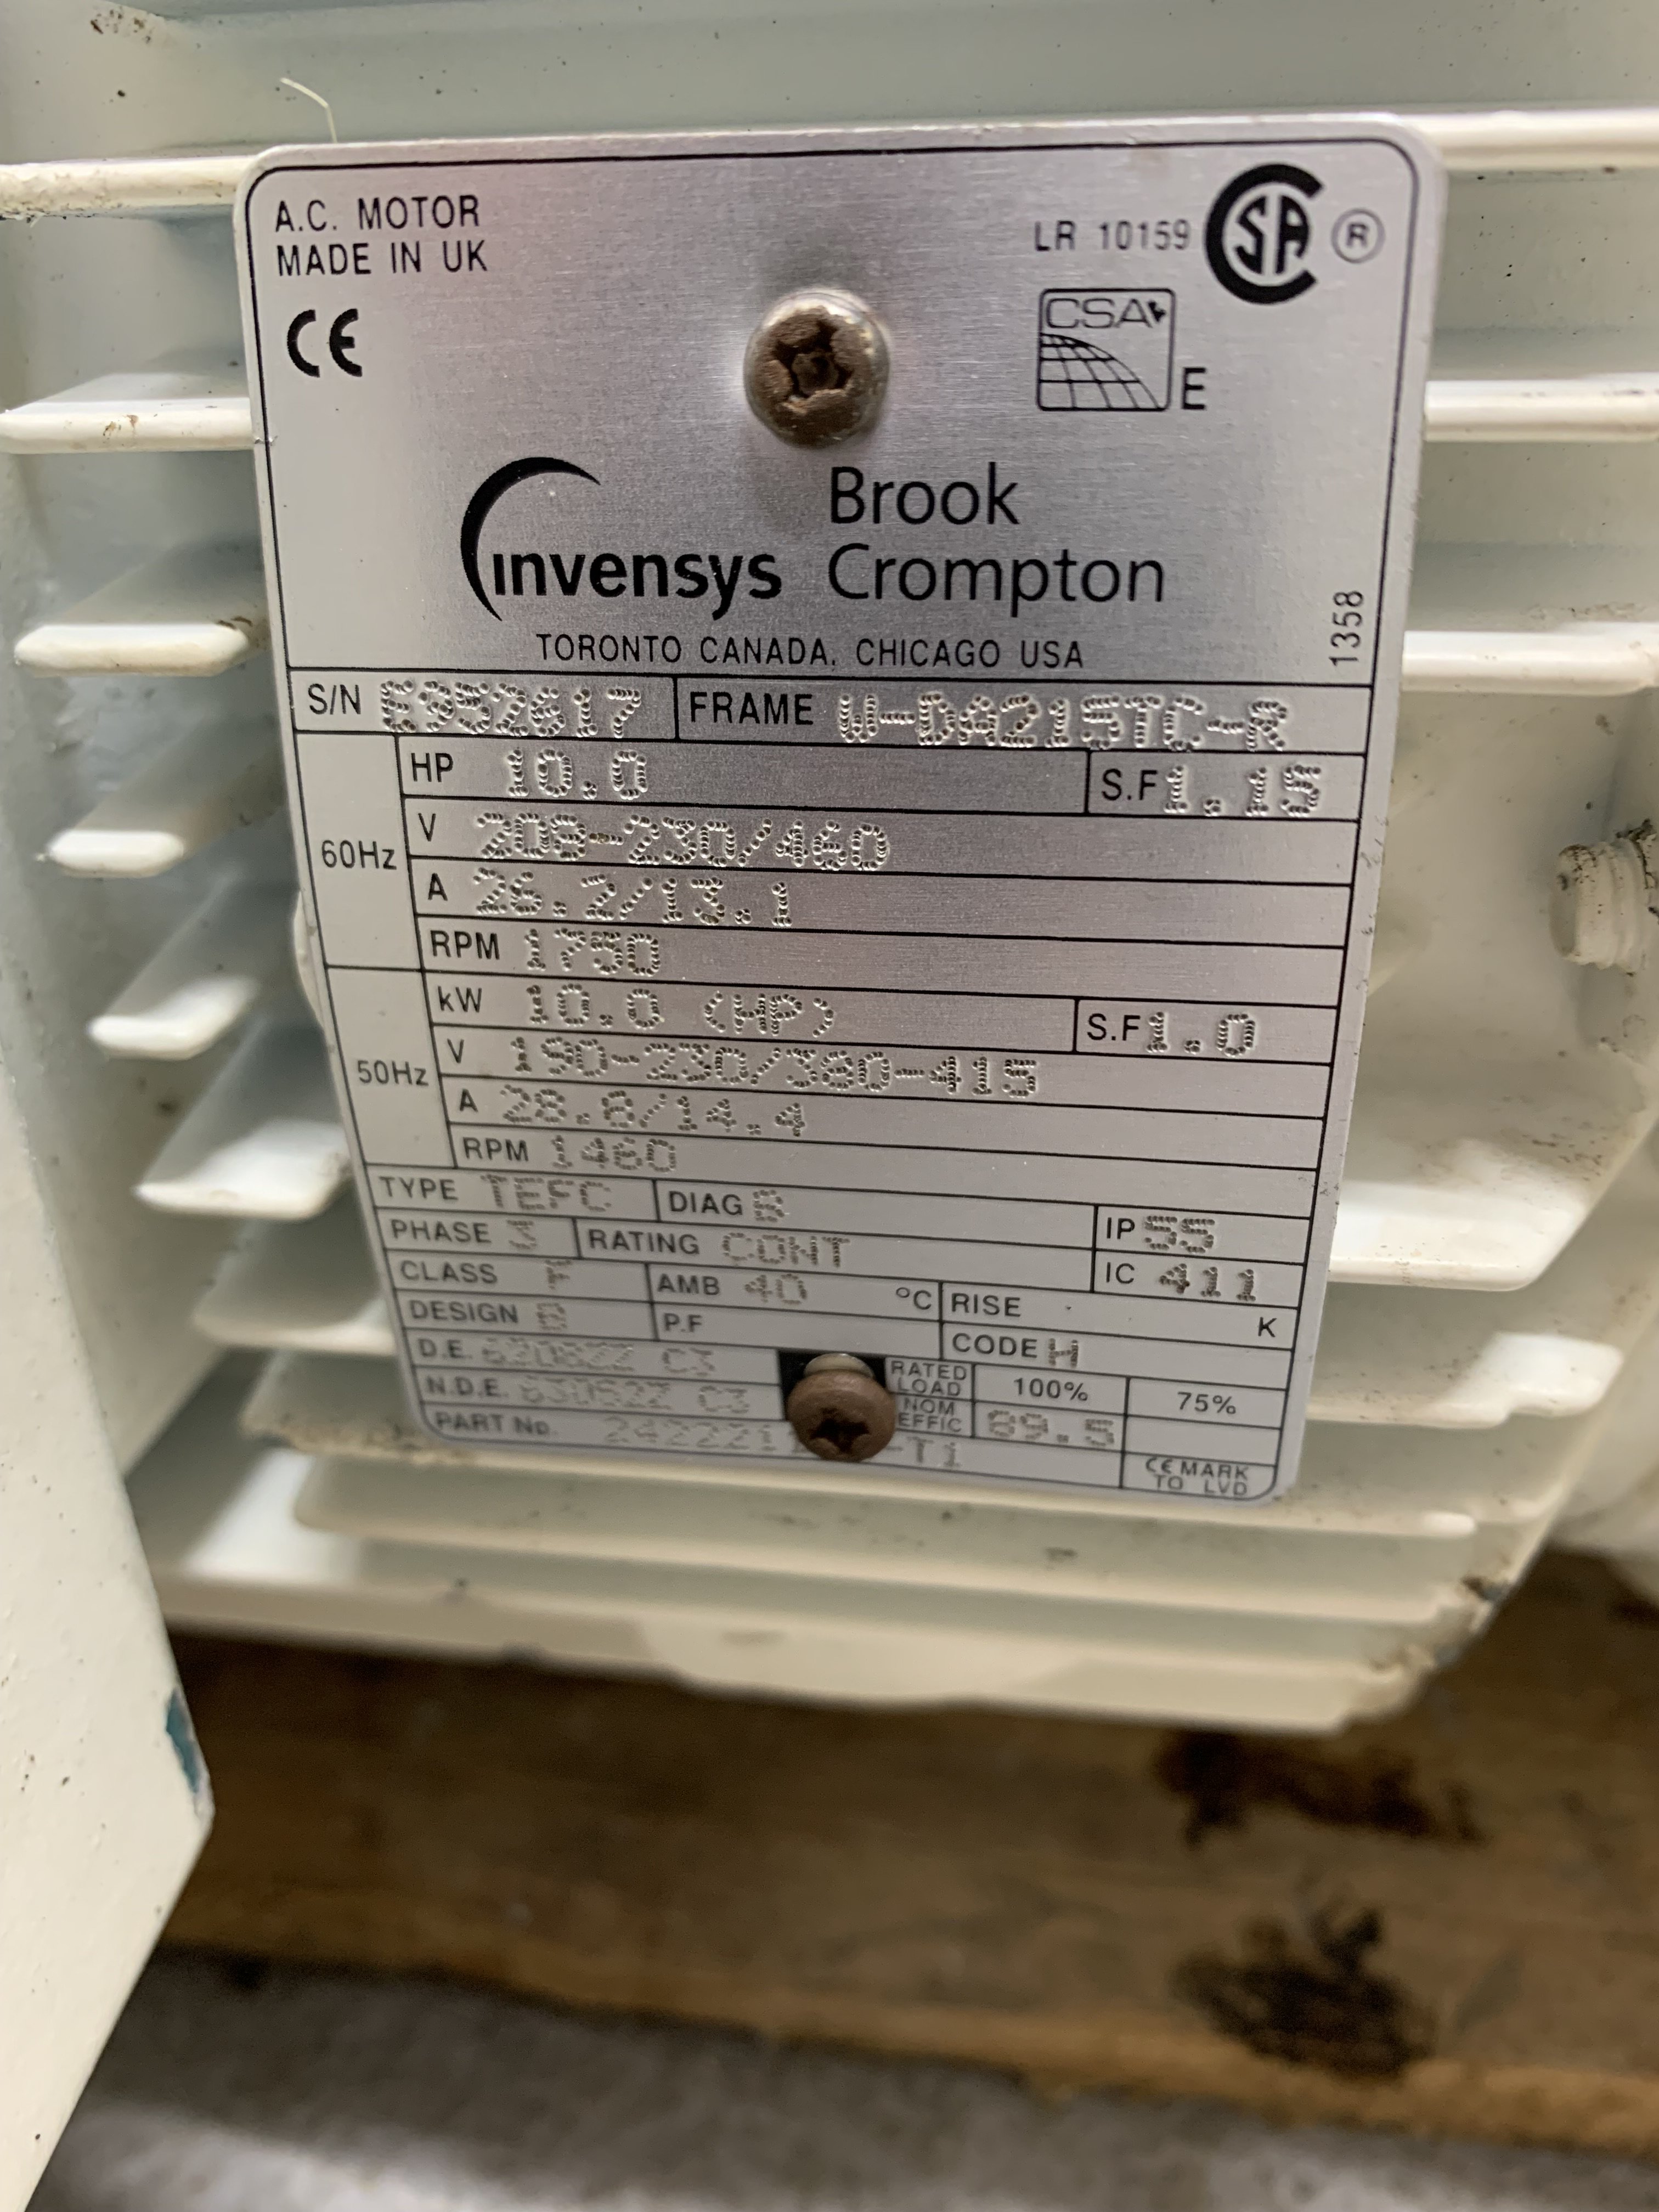 A.C. MOTOR
MADE IN UK
CE
LR 10159 CSA ®
CSA E
invensys Brook Crompton
TORONTO CANADA. CHICAGO USA
1358
S/N E352617 FRAME W-DA215TC-R
60Hz
HP 10.0 S.F 1.15
V 208-230/460
A 26.2/13.1
RPM 1750
50Hz
kW 10.0 (HP) S.F 1.0
V 190-230/380-415
A 28.8/14.4
RPM 1460
TYPE TEFC DIAG IP 55
PHASE 3 RATING CONT IC 411
CLASS F AMB 40 °C RISE K
DESIGN B P.F CODE H
D.E. 6208ZZ C3 RATED LOAD 100% 75%
N.D.E. C3 NOM EFFIC 89.5
PART No. CE MARK TO LVD